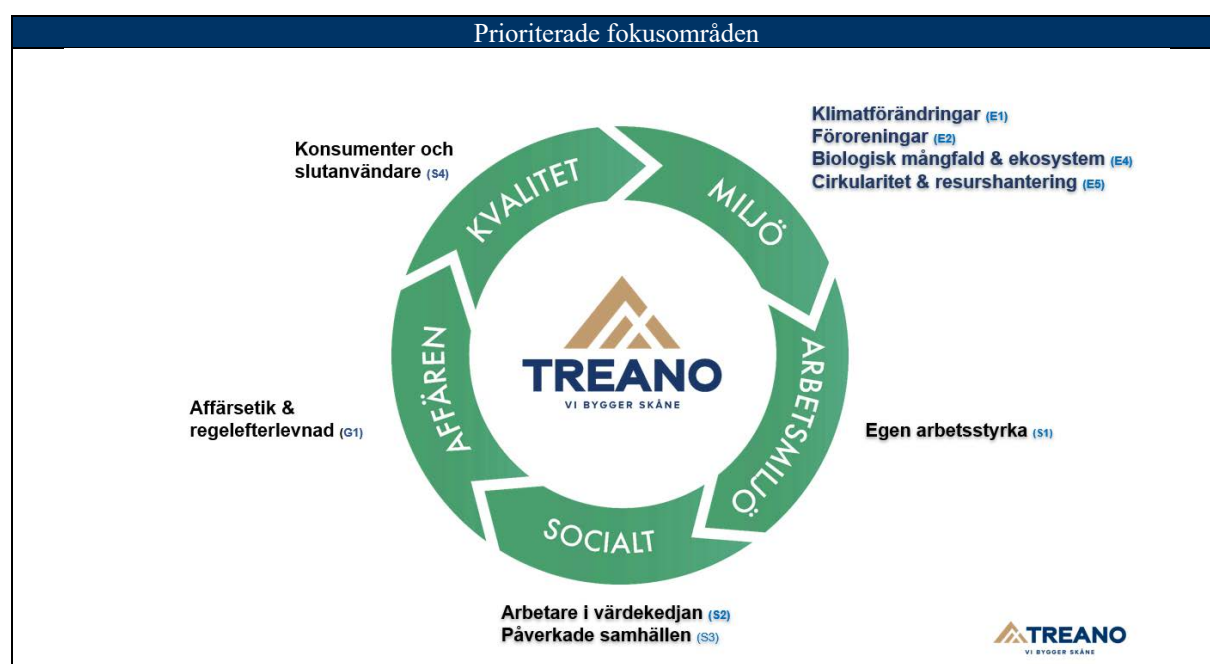 Prioriterade fokusområden
Konsumenter och
slutanvändare (S4)
Klimatförändringar (E1)
Föroreningar (E2)
Biologisk mångfald & ekosystem (E4)
Cirkularitet & resurshantering (E5)
KVALITET
MILJÖ
ARBETSMILJÖ
SOCIALT
AFFÄREN
TREANO
VI BYGGER SKÅNE
Affärsetik &
regelefterlevnad (G1)
Egen arbetsstyrka (S1)
Arbetare i värdekedjan (S2)
Påverkade samhällen (S3)
TREANO
VI BYGGER SKÅNE